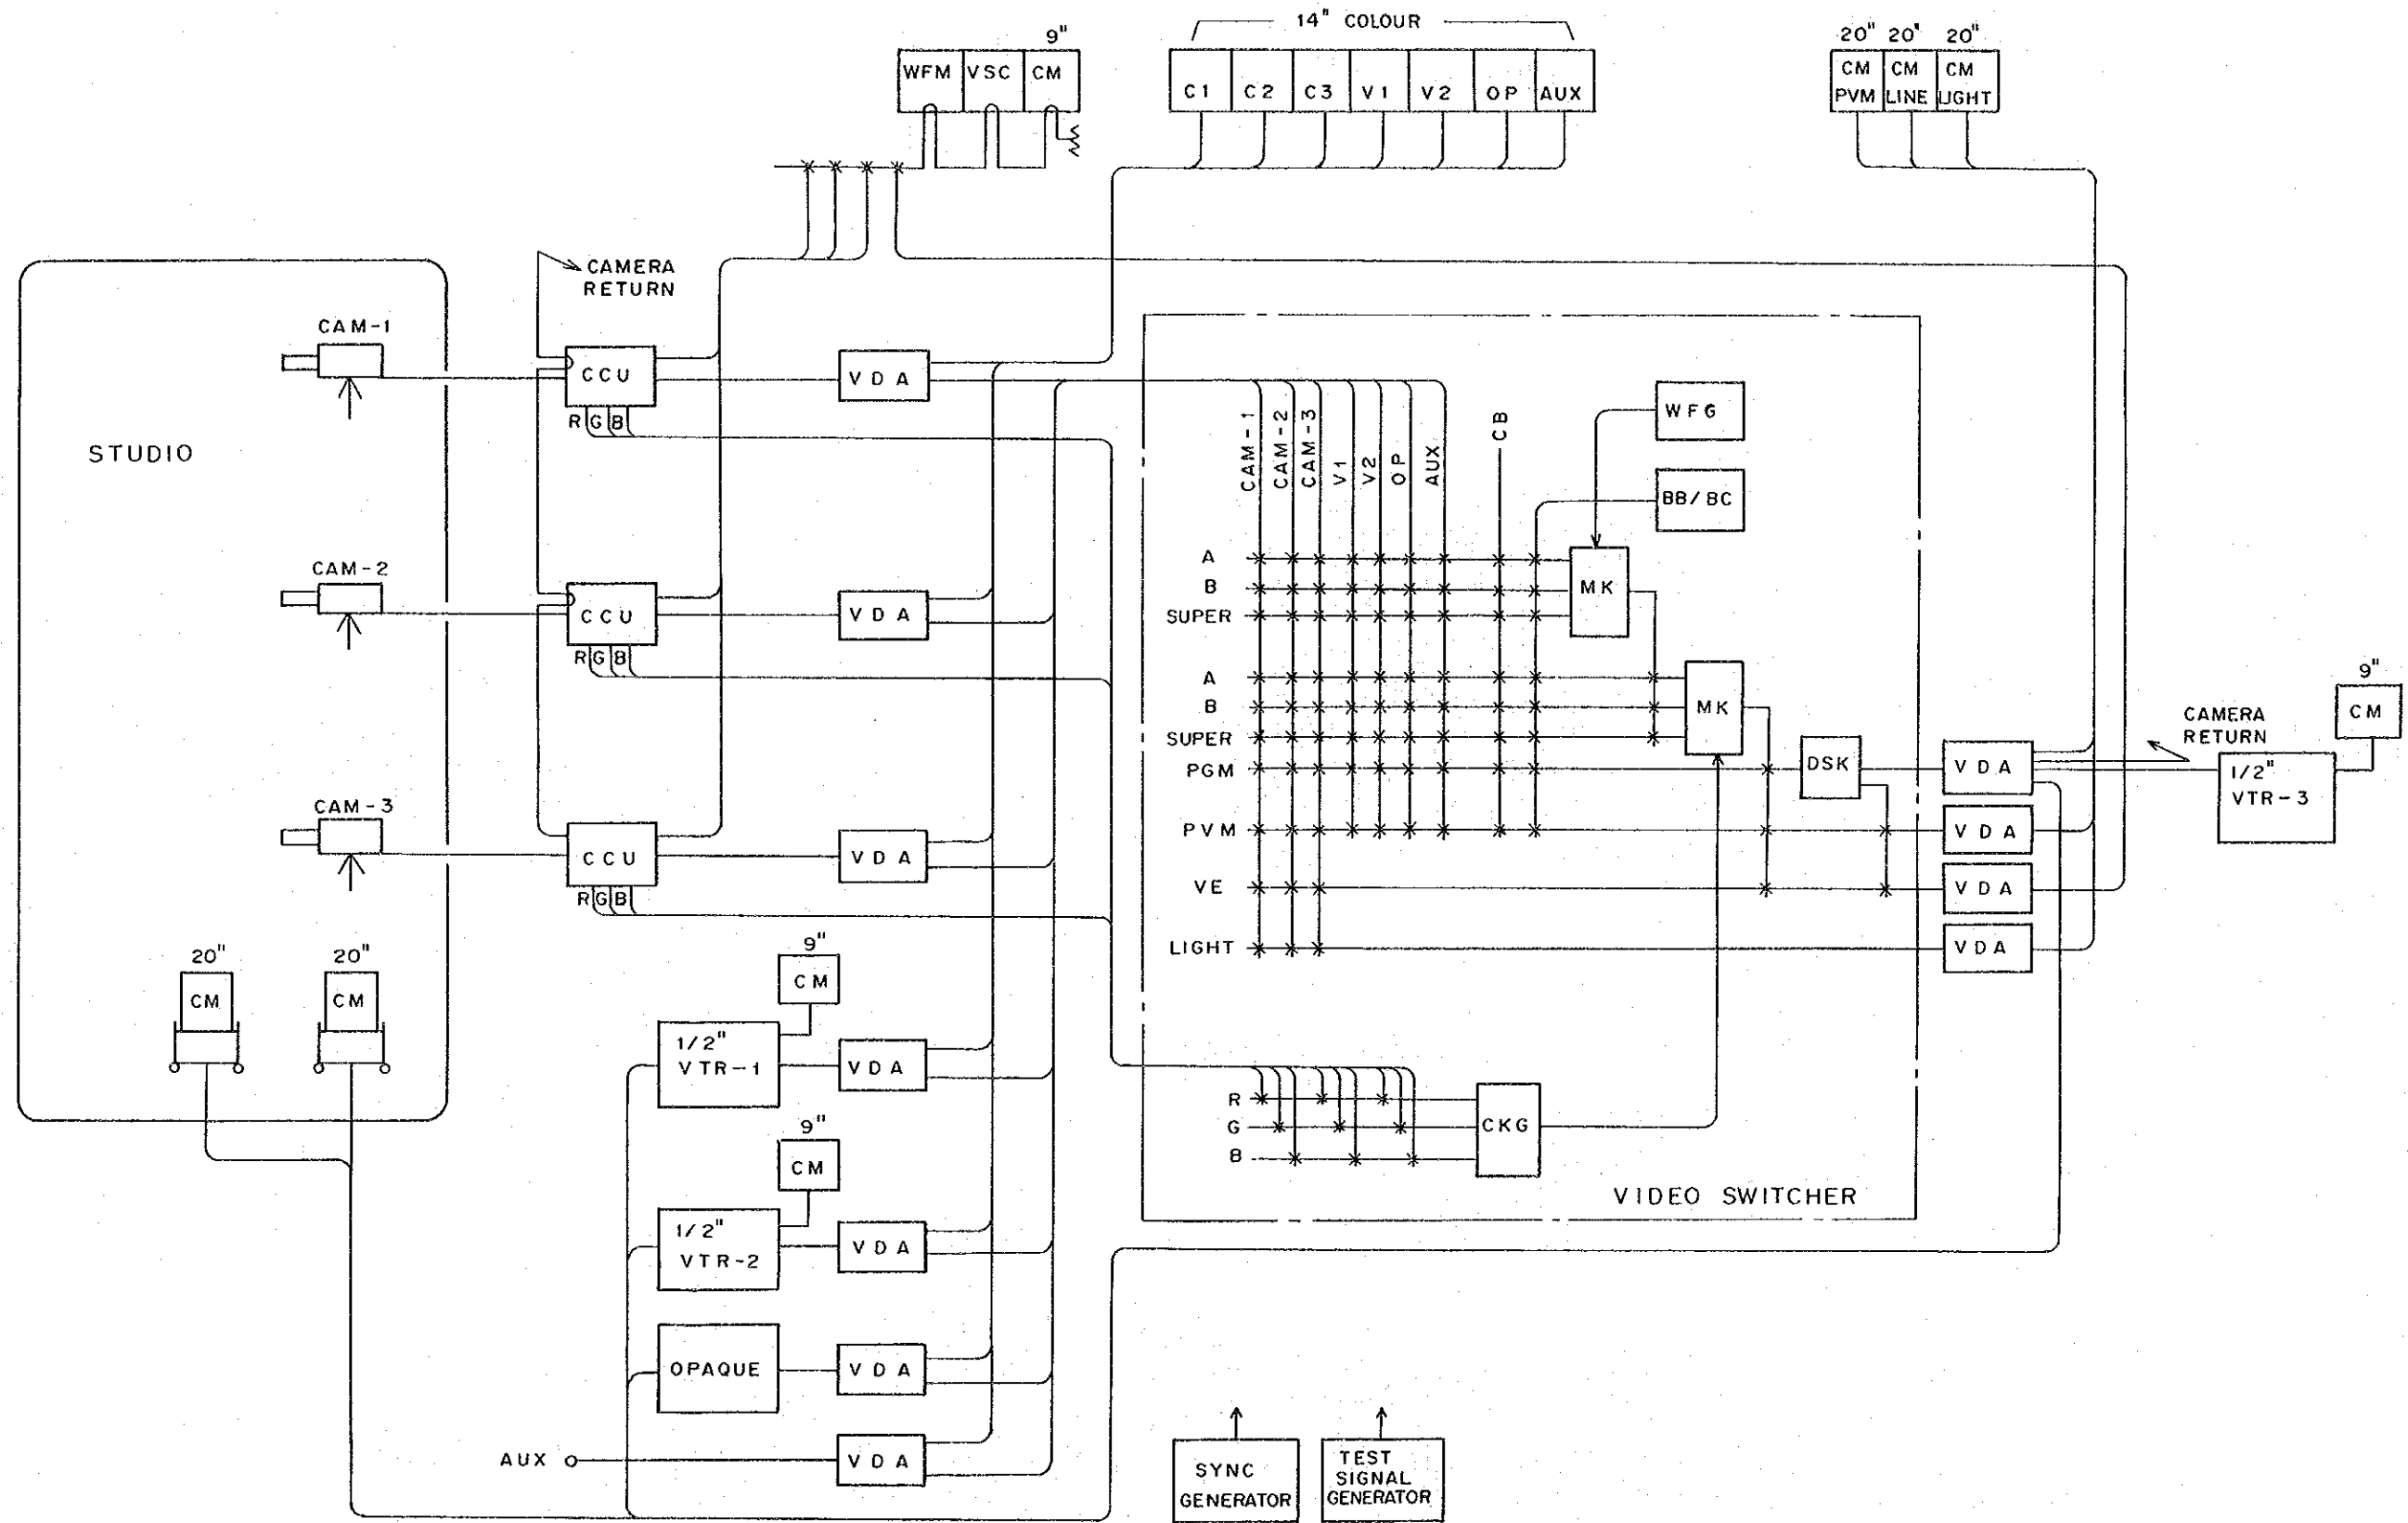 14" COLOUR
9"
WFM VSC CM
C1 C2 C3 V1 V2 OP AUX
20" 20" 20"
CM CM CM
PVM LINE LIGHT
CAMERA
RETURN
STUDIO
CAM-1
CCU
R G B
VDA
CAM-2
CCU
R G B
VDA
CAM-3
CCU
R G B
VDA
20" 20"
CM CM
9"
CM
1/2"
VTR-1
VDA
9"
CM
1/2"
VTR-2
VDA
OPAQUE
VDA
AUX
VDA
CAM-1
CAM-2
CAM-3
V1
V2
OP
AUX
CB
WFG
BB/BC
A
B
SUPER
MK
A
B
SUPER
MK
PGM
DSK
PVM
VE
LIGHT
R
G
B
CKG
VIDEO SWITCHER
VDA
VDA
VDA
VDA
CAMERA
RETURN
9"
CM
1/2"
VTR-3
SYNC
GENERATOR
TEST
SIGNAL
GENERATOR